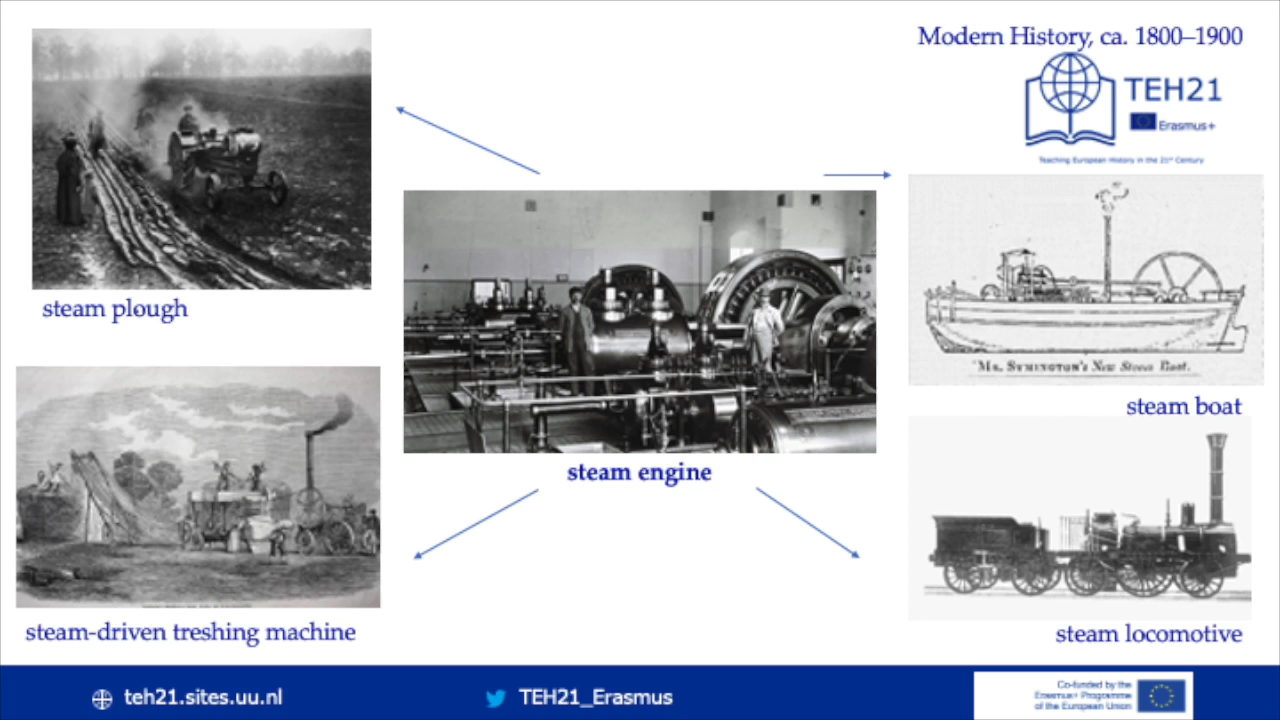 Modern History, ca. 1800–1900
TEH21
Erasmus+
Teaching European History in the 21st Century
steam plough
"Mr. Symington's New Steam Boat.
steam boat
steam engine
steam-driven treshing machine
steam locomotive
teh21.sites.uu.nl
TEH21_Erasmus
Co-funded by the
Erasmus+ Programme
of the European Union